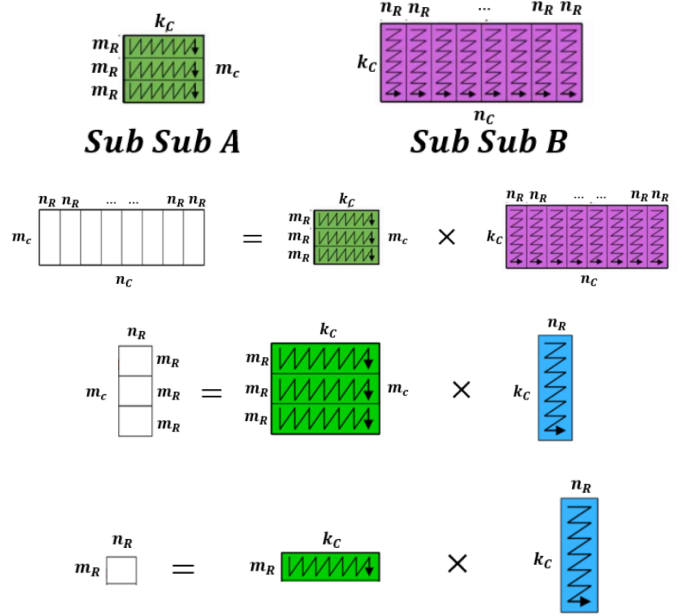 k_C n_R n_R ... n_R n_R
m_R
m_R m_c k_C
m_R
n_C
Sub Sub A Sub Sub B
n_R n_R ... ... n_R n_R k_C n_R n_R ... ... n_R n_R
m_R
m_c = m_R m_c × k_C
m_R
n_C n_C
n_R k_C n_R
m_R m_R
m_c m_R = m_R m_c × k_C
m_R m_R
n_R k_C n_R
m_R = m_R × k_C